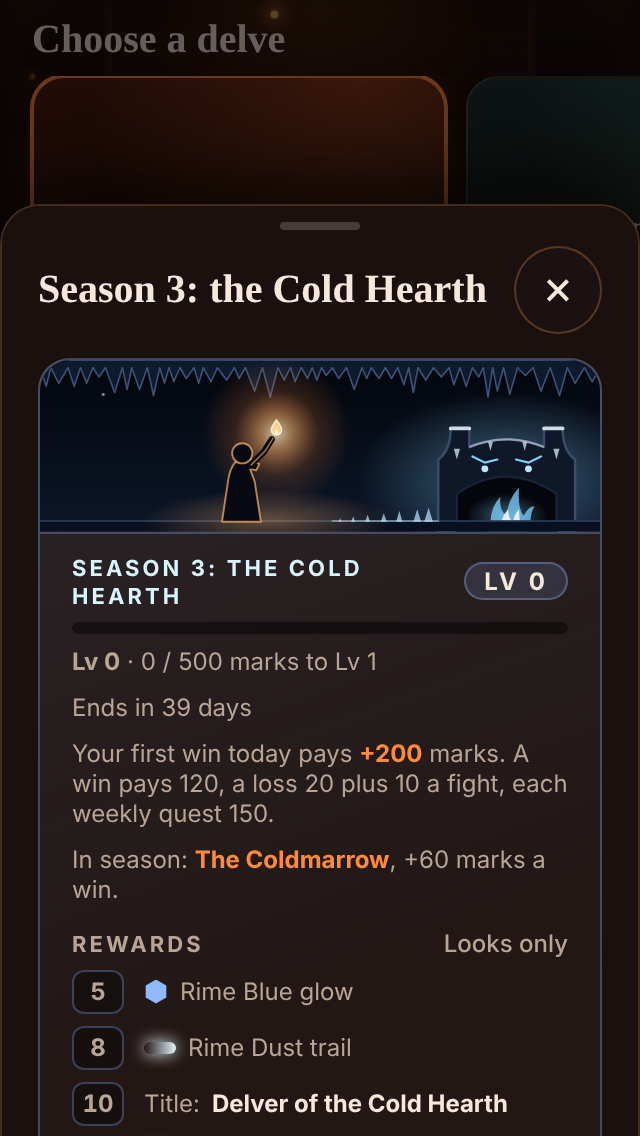 Choose a delve
Season 3: the Cold Hearth
SEASON 3: THE COLD
HEARTH
LV 0
Lv 0 · 0 / 500 marks to Lv 1
Ends in 39 days
Your first win today pays +200 marks. A
win pays 120, a loss 20 plus 10 a fight, each
weekly quest 150.
In season: The Coldmarrow, +60 marks a
win.
REWARDS Looks only
5 Rime Blue glow
8 Rime Dust trail
10 Title: Delver of the Cold Hearth